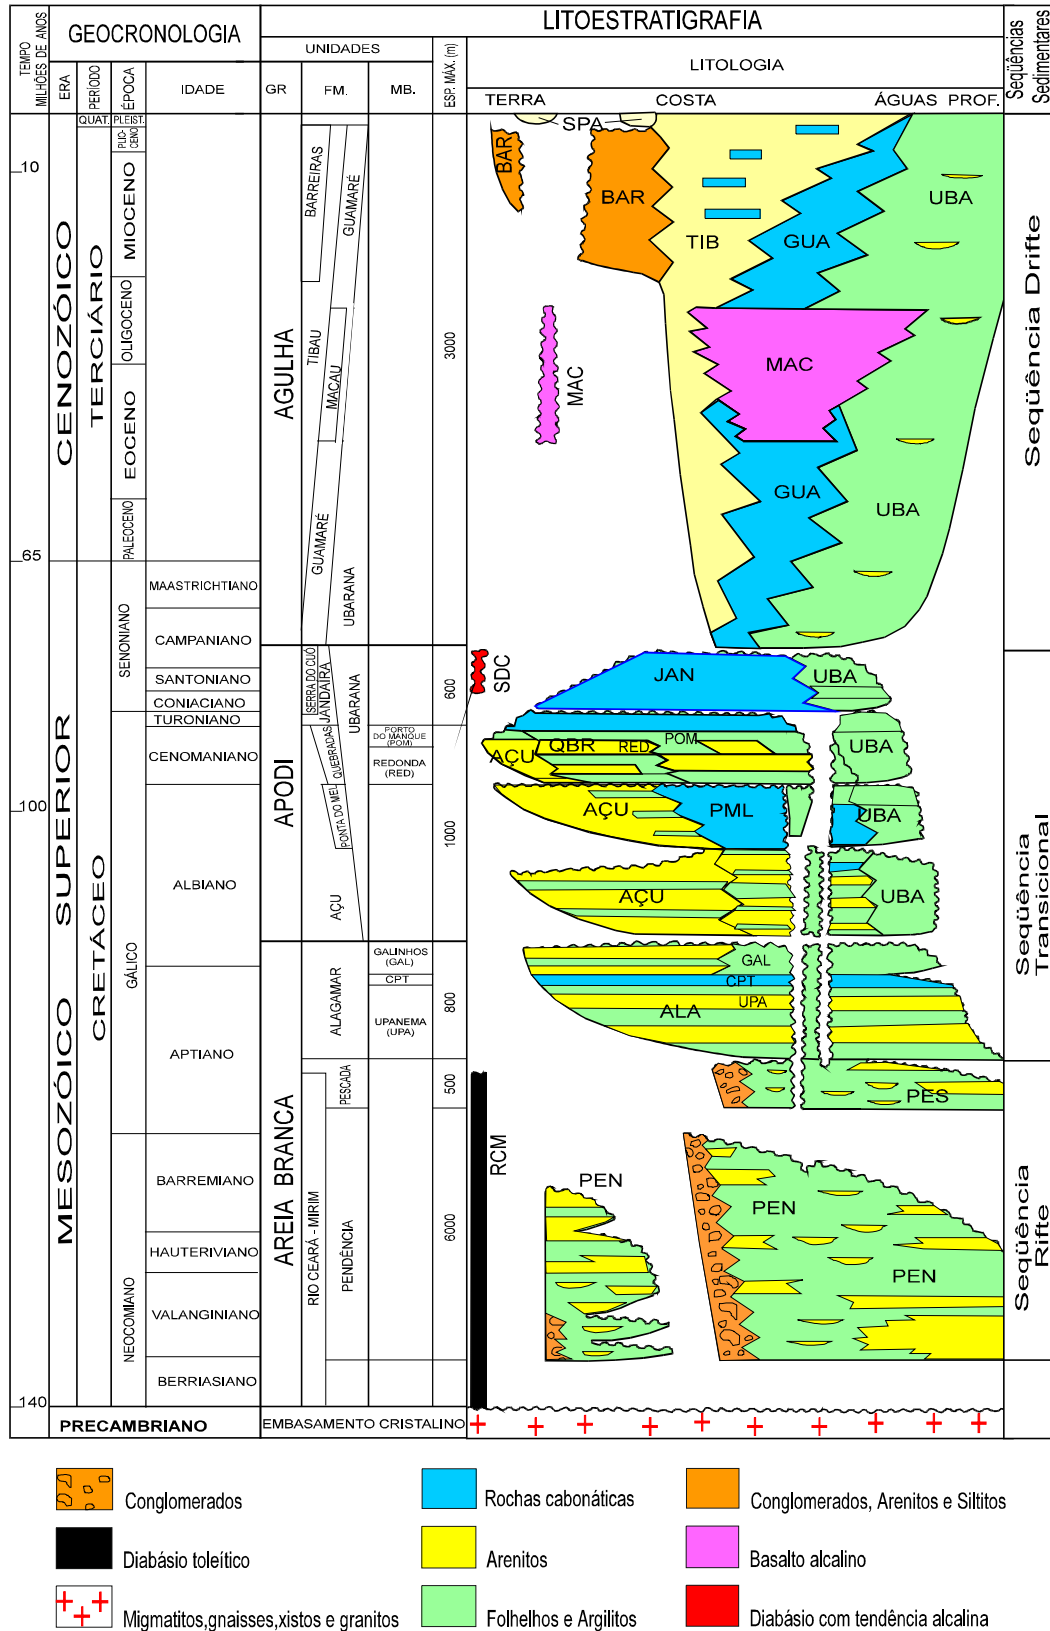 LITOESTRATIGRAFIA
GEOCRONOLOGIA
TEMPO
MILHÕES DE ANOS
UNIDADES
ESP. MÁX. (m)
LITOLOGIA
Seqüências
Sedimentares
ERA
PERÍODO
ÉPOCA
IDADE
GR
FM.
MB.
TERRA
COSTA
ÁGUAS PROF.
QUAT.
PLEIST.
PLIO-
CENO
SPA
10
BAR
BAR
TIB
GUA
UBA
BARREIRAS
GUAMARÉ
MIOCENO
CENOZÓICO
TERCIÁRIO
OLIGOCENO
EOCENO
PALEOCENO
AGULHA
TIBAU
MACAU
GUAMARÉ
UBARANA
3000
MAC
MAC
GUA
UBA
Seqüência Drifte
65
MAASTRICHTIANO
CAMPANIANO
SENONIANO
SANTONIANO
CONIACIANO
TURONIANO
CENOMANIANO
SERRA DO CUÓ
JANDAÍRA
UBARANA
600
SDC
JAN
UBA
PORTO
DO MANGUE
(POM)
REDONDA
(RED)
QUEBRADAS
AÇU
QBR
RED
POM
UBA
MESOZÓICO SUPERIOR
CRETÁCEO
100
APODI
PONTA DO MEL
1000
AÇU
PML
UBA
ALBIANO
AÇU
AÇU
UBA
Seqüência
Transicional
GÁLICO
GALINHOS
(GAL)
CPT
UPANEMA
(UPA)
ALAGAMAR
800
GAL
CPT
UPA
ALA
APTIANO
PESCADA
500
PES
AREIA BRANCA
RCM
BARREMIANO
PEN
PEN
PEN
HAUTERIVIANO
RIO CEARÁ - MIRIM
PENDÊNCIA
6000
Seqüência
Rifte
NEOCOMIANO
VALANGINIANO
BERRIASIANO
140
PRECAMBRIANO
EMBASAMENTO CRISTALINO
Conglomerados
Rochas cabonáticas
Conglomerados, Arenitos e Siltitos
Diabásio toleítico
Arenitos
Basalto alcalino
Migmatitos,gnaisses,xistos e granitos
Folhelhos e Argilitos
Diabásio com tendência alcalina